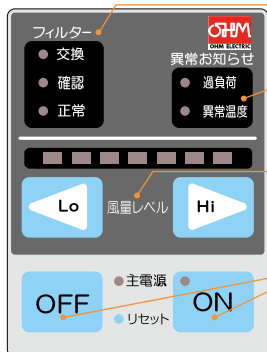 フィルター
交換
確認
正常
OHM
OHM ELECTRIC
異常お知らせ
過負荷
異常温度
Lo
風量レベル
Hi
OFF
主電源
リセット
ON